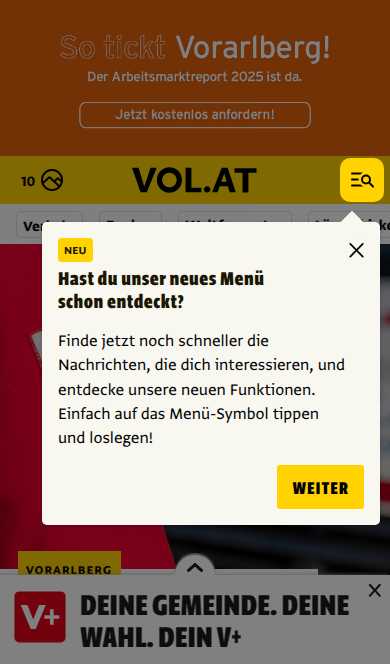 So tickt Vorarlberg!
Der Arbeitsmarktreport 2025 ist da.
Jetzt kostenlos anfordern!
10
VOL.AT
NEU
Hast du unser neues Menü
schon entdeckt?
Finde jetzt noch schneller die
Nachrichten, die dich interessieren, und
entdecke unsere neuen Funktionen.
Einfach auf das Menü-Symbol tippen
und loslegen!
WEITER
VORARLBERG
V+
DEINE GEMEINDE. DEINE
WAHL. DEIN V+